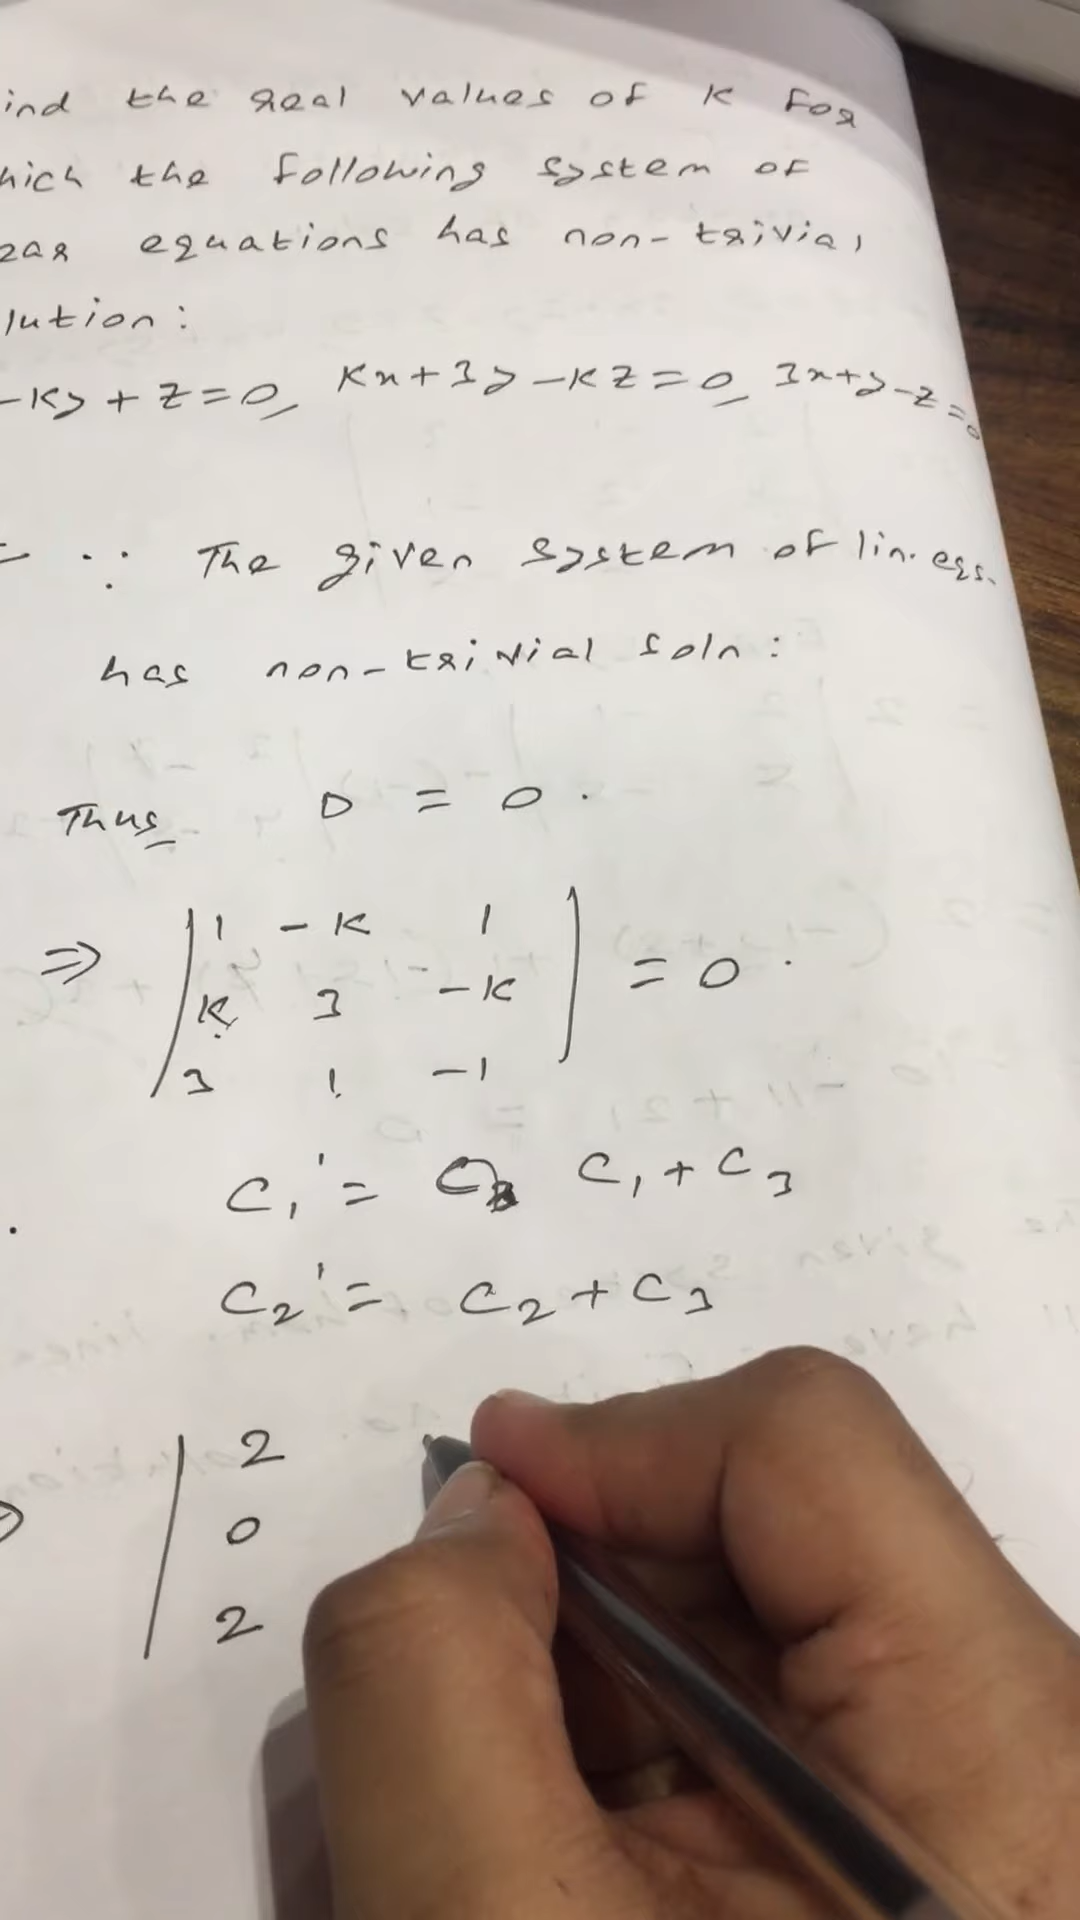 ind the real values of K for
hich the following system of
ear equations has non-trivial
lution:
-Ky + z = 0, Kx + 3y - Kz = 0, 3x + y - z = 0
∵ The given system of lin. eqs.
has non-trivial soln:
Thus D = 0.
⇒ | 1 -K 1 |
| K 3 -K | = 0.
| 3 1 -1 |
C₁' = C₁ + C₃
C₂' = C₂ + C₃
⇒ | 2
0
2